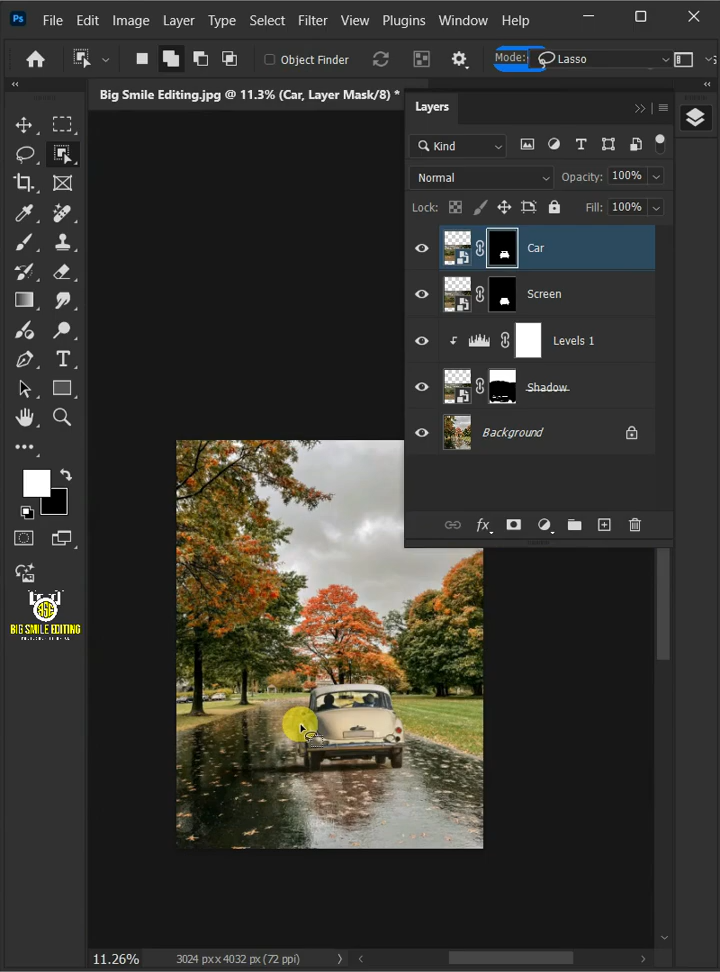 Ps File Edit Image Layer Type Select Filter View Plugins Window Help
Object Finder Mode: Lasso
Big Smile Editing.jpg @ 11.3% (Car, Layer Mask/8) *
Layers
Kind
Normal Opacity: 100%
Lock: Fill: 100%
Car
Screen
Levels 1
Shadow
Background
fx
BIG SMILE EDITING
11.26% 3024 px x 4032 px (72 ppi)